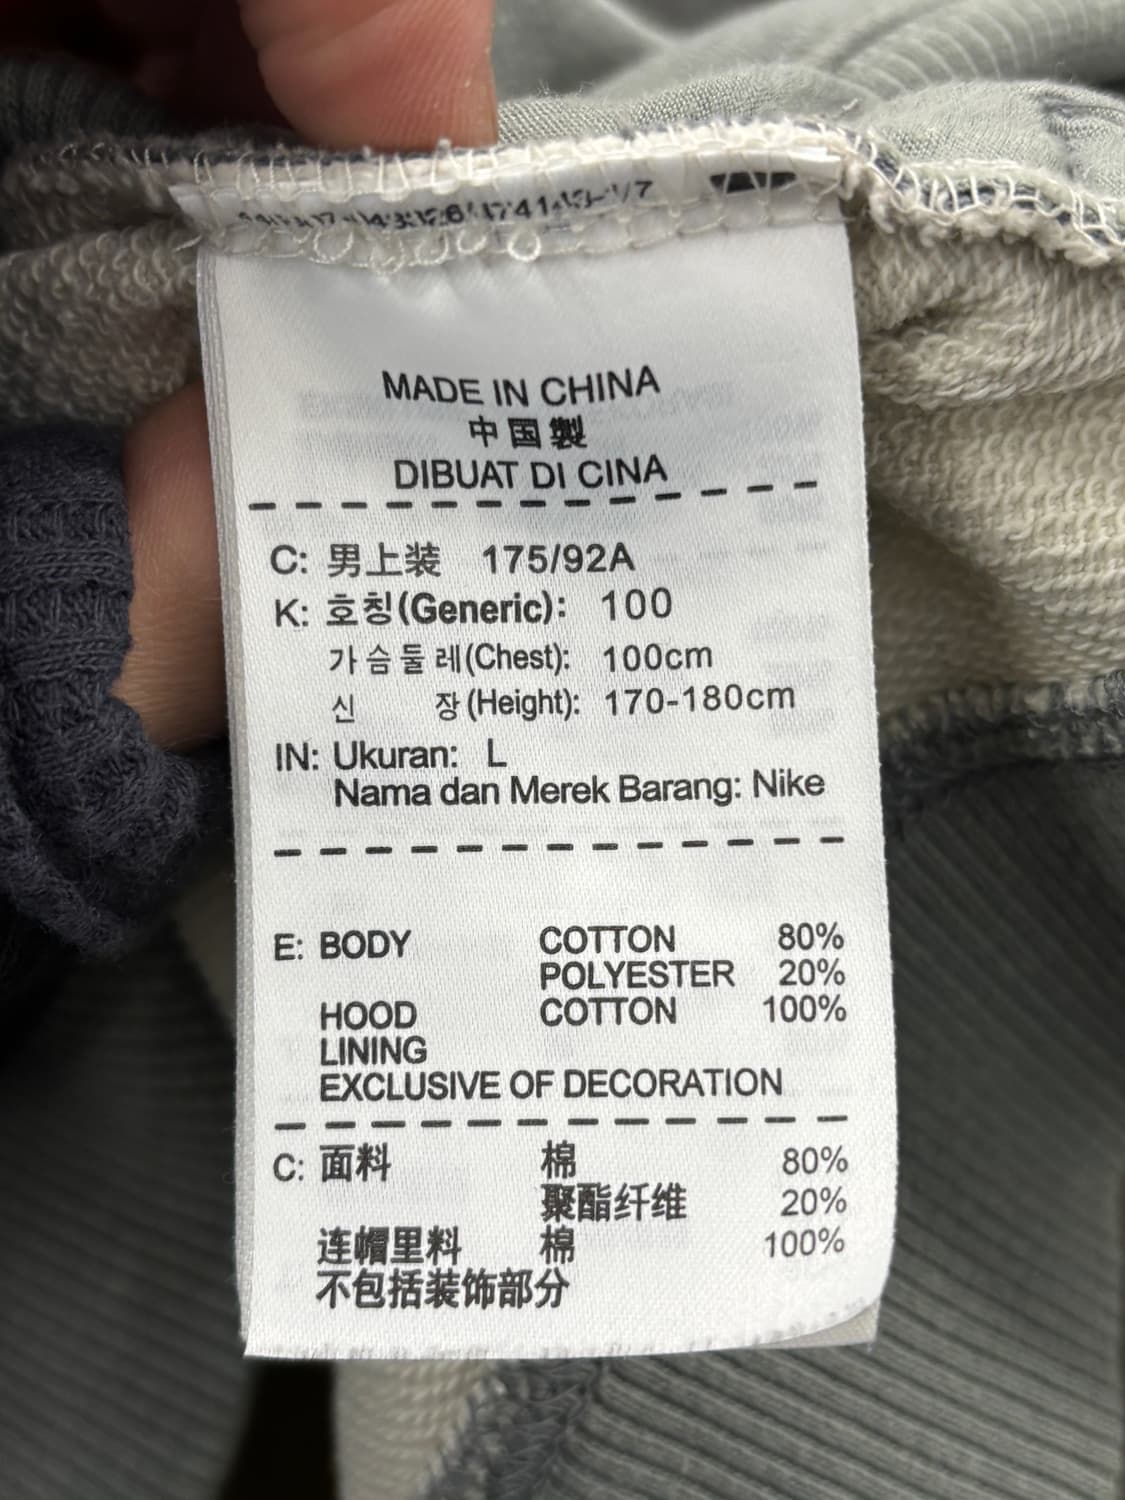 MADE IN CHINA
中国製
DIBUAT DI CINA
C: 男上装 175/92A
K: 호칭(Generic): 100
가슴둘레(Chest): 100cm
신 장(Height): 170-180cm
IN: Ukuran: L
Nama dan Merek Barang: Nike
E: BODY COTTON 80%
POLYESTER 20%
HOOD COTTON 100%
LINING
EXCLUSIVE OF DECORATION
C: 面料 棉 80%
聚酯纤维 20%
连帽里料 棉 100%
不包括装饰部分